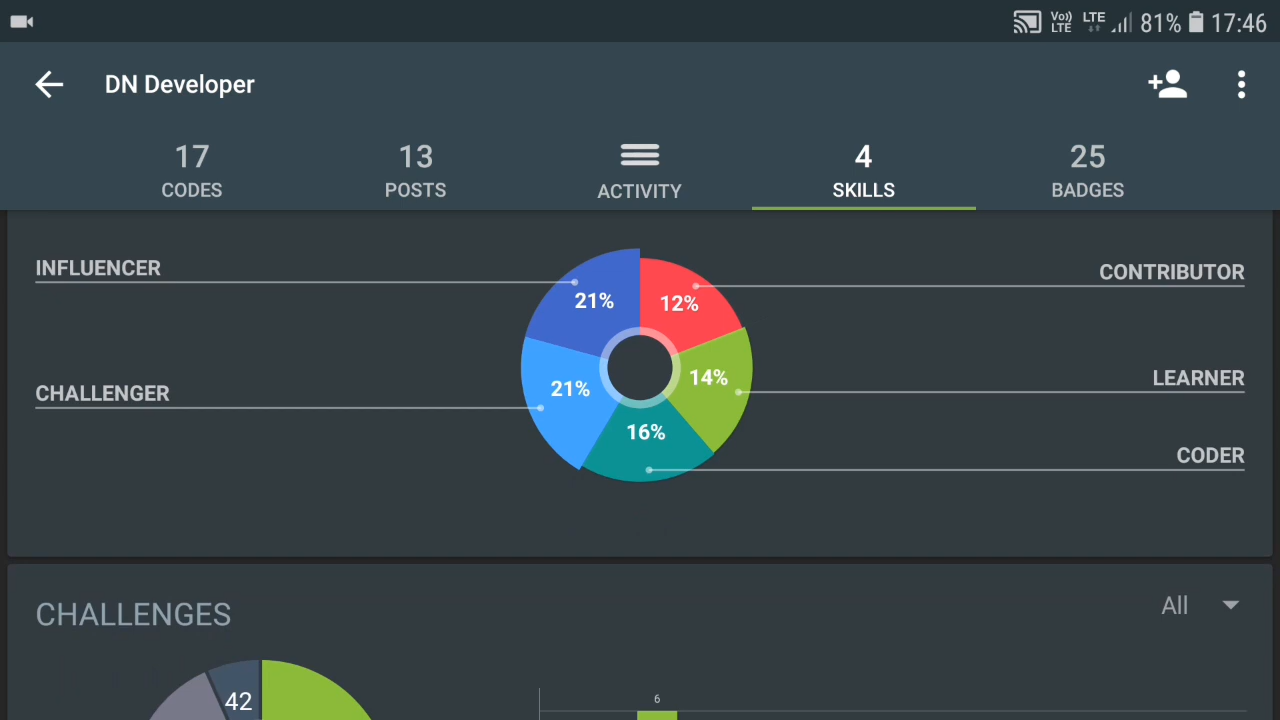 Vo) LTE LTE 81% 17:46
DN Developer
17 13 4 25
CODES POSTS ACTIVITY SKILLS BADGES
INFLUENCER
CONTRIBUTOR
21% 12%
CHALLENGER
LEARNER
21% 14%
16%
CODER
CHALLENGES
All
42
6